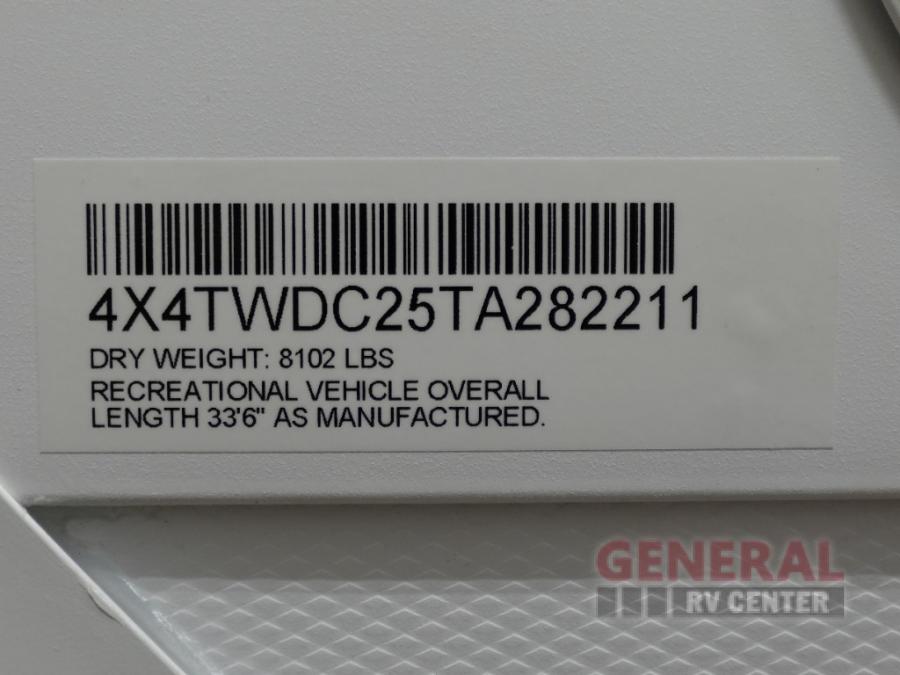 4X4TWDC25TA282211
DRY WEIGHT: 8102 LBS
RECREATIONAL VEHICLE OVERALL
LENGTH 33'6" AS MANUFACTURED.
GENERAL
RV CENTER